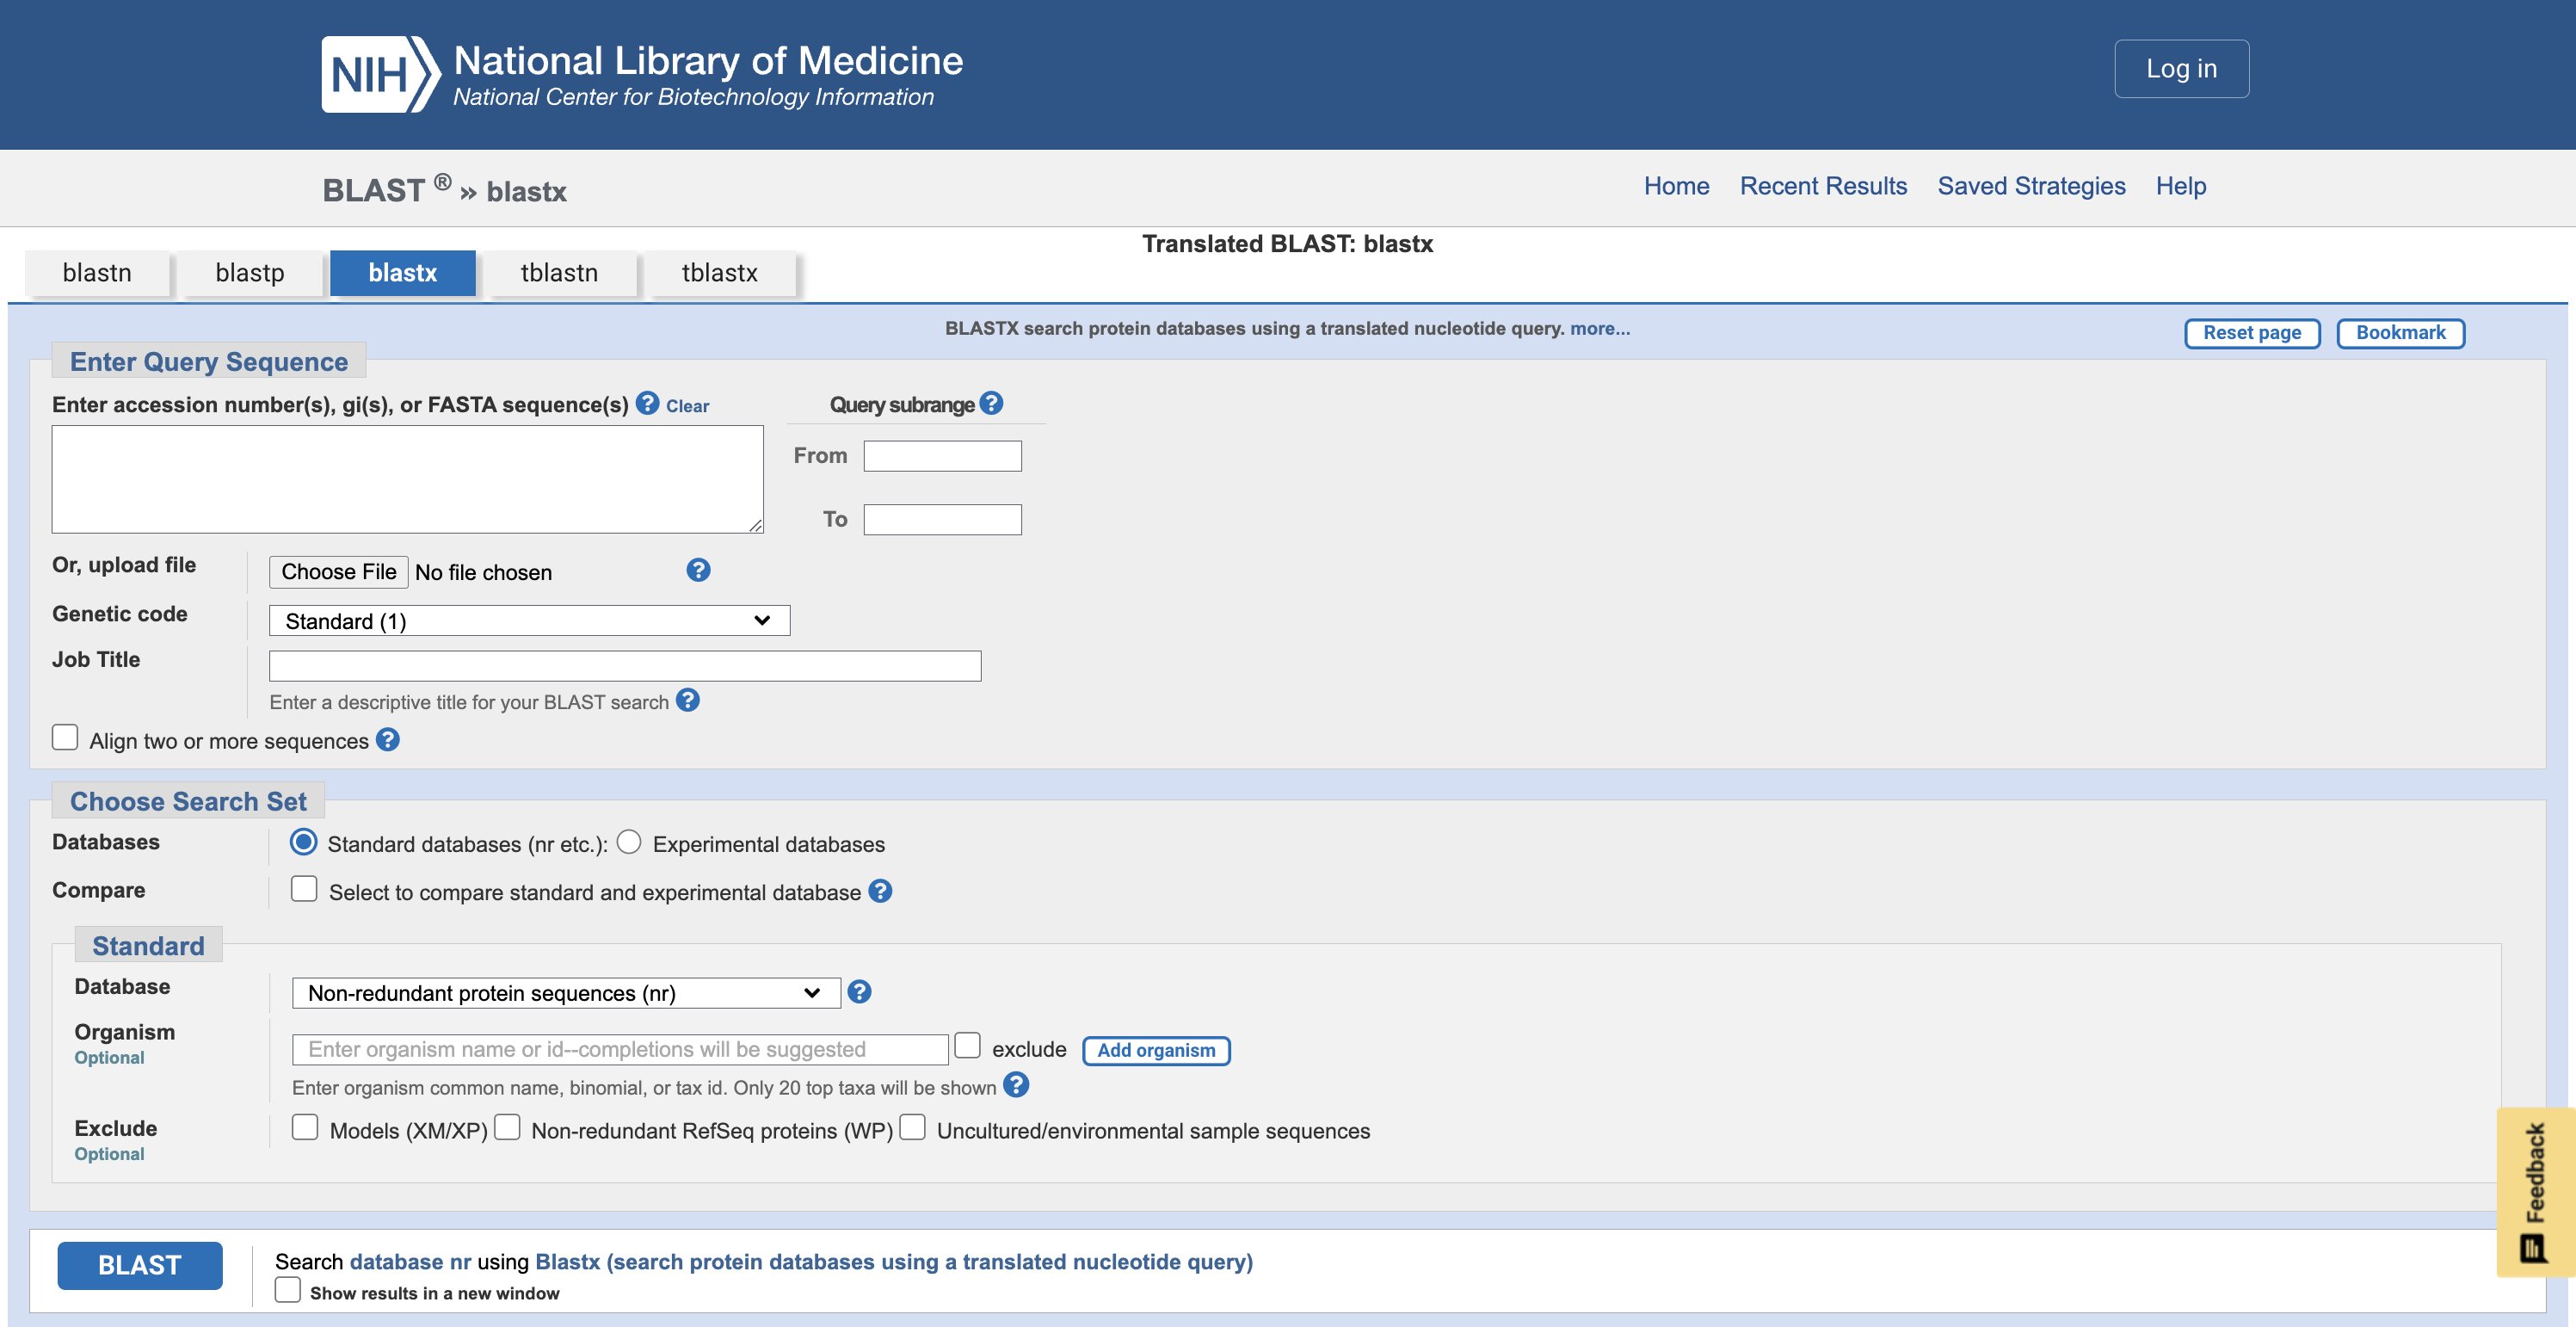 NIH National Library of Medicine
National Center for Biotechnology Information
Log in
BLAST ® » blastx
Home Recent Results Saved Strategies Help
Translated BLAST: blastx
blastn blastp blastx tblastn tblastx
BLASTX search protein databases using a translated nucleotide query. more...
Reset page Bookmark
Enter Query Sequence
Enter accession number(s), gi(s), or FASTA sequence(s) ? Clear
Query subrange ?
From
To
Or, upload file Choose File No file chosen ?
Genetic code Standard (1)
Job Title
Enter a descriptive title for your BLAST search ?
Align two or more sequences ?
Choose Search Set
Databases Standard databases (nr etc.): Experimental databases
Compare Select to compare standard and experimental database ?
Standard
Database Non-redundant protein sequences (nr) ?
Organism
Optional
Enter organism name or id--completions will be suggested exclude Add organism
Enter organism common name, binomial, or tax id. Only 20 top taxa will be shown ?
Exclude
Optional
Models (XM/XP) Non-redundant RefSeq proteins (WP) Uncultured/environmental sample sequences
Feedback
BLAST
Search database nr using Blastx (search protein databases using a translated nucleotide query)
Show results in a new window